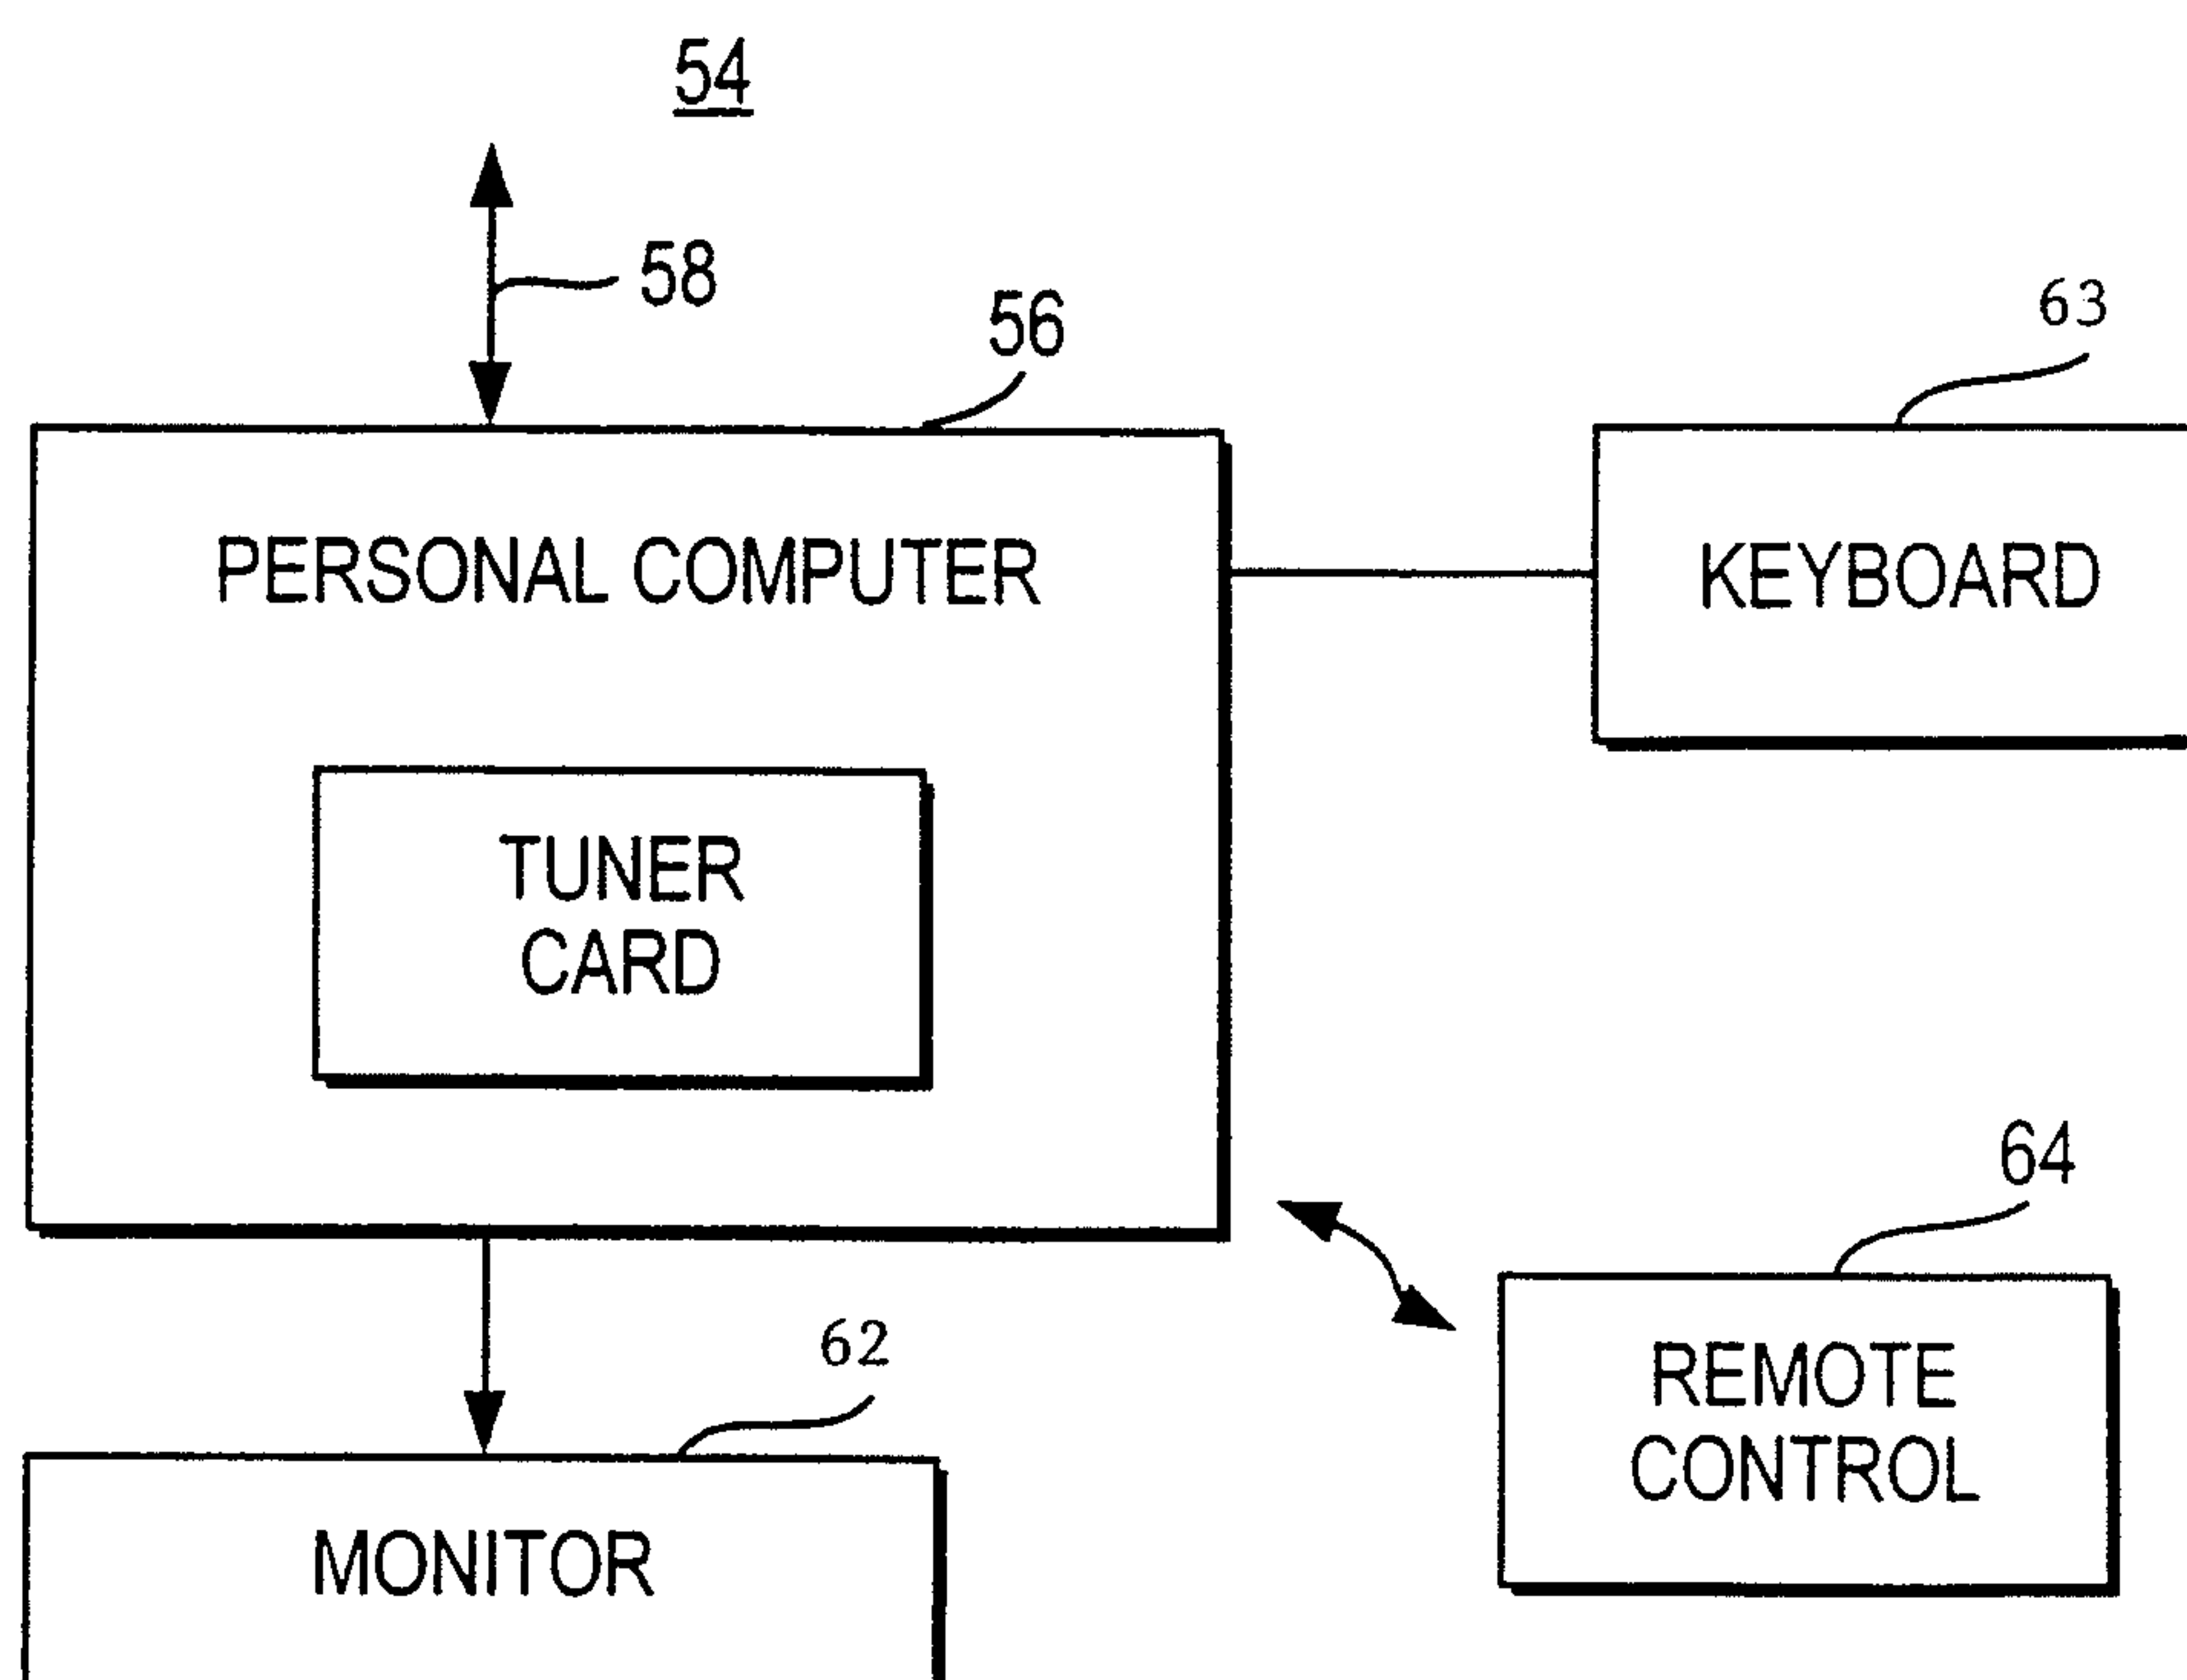 54
58
56
63
PERSONAL COMPUTER
KEYBOARD
TUNER
CARD
64
62
REMOTE
CONTROL
MONITOR